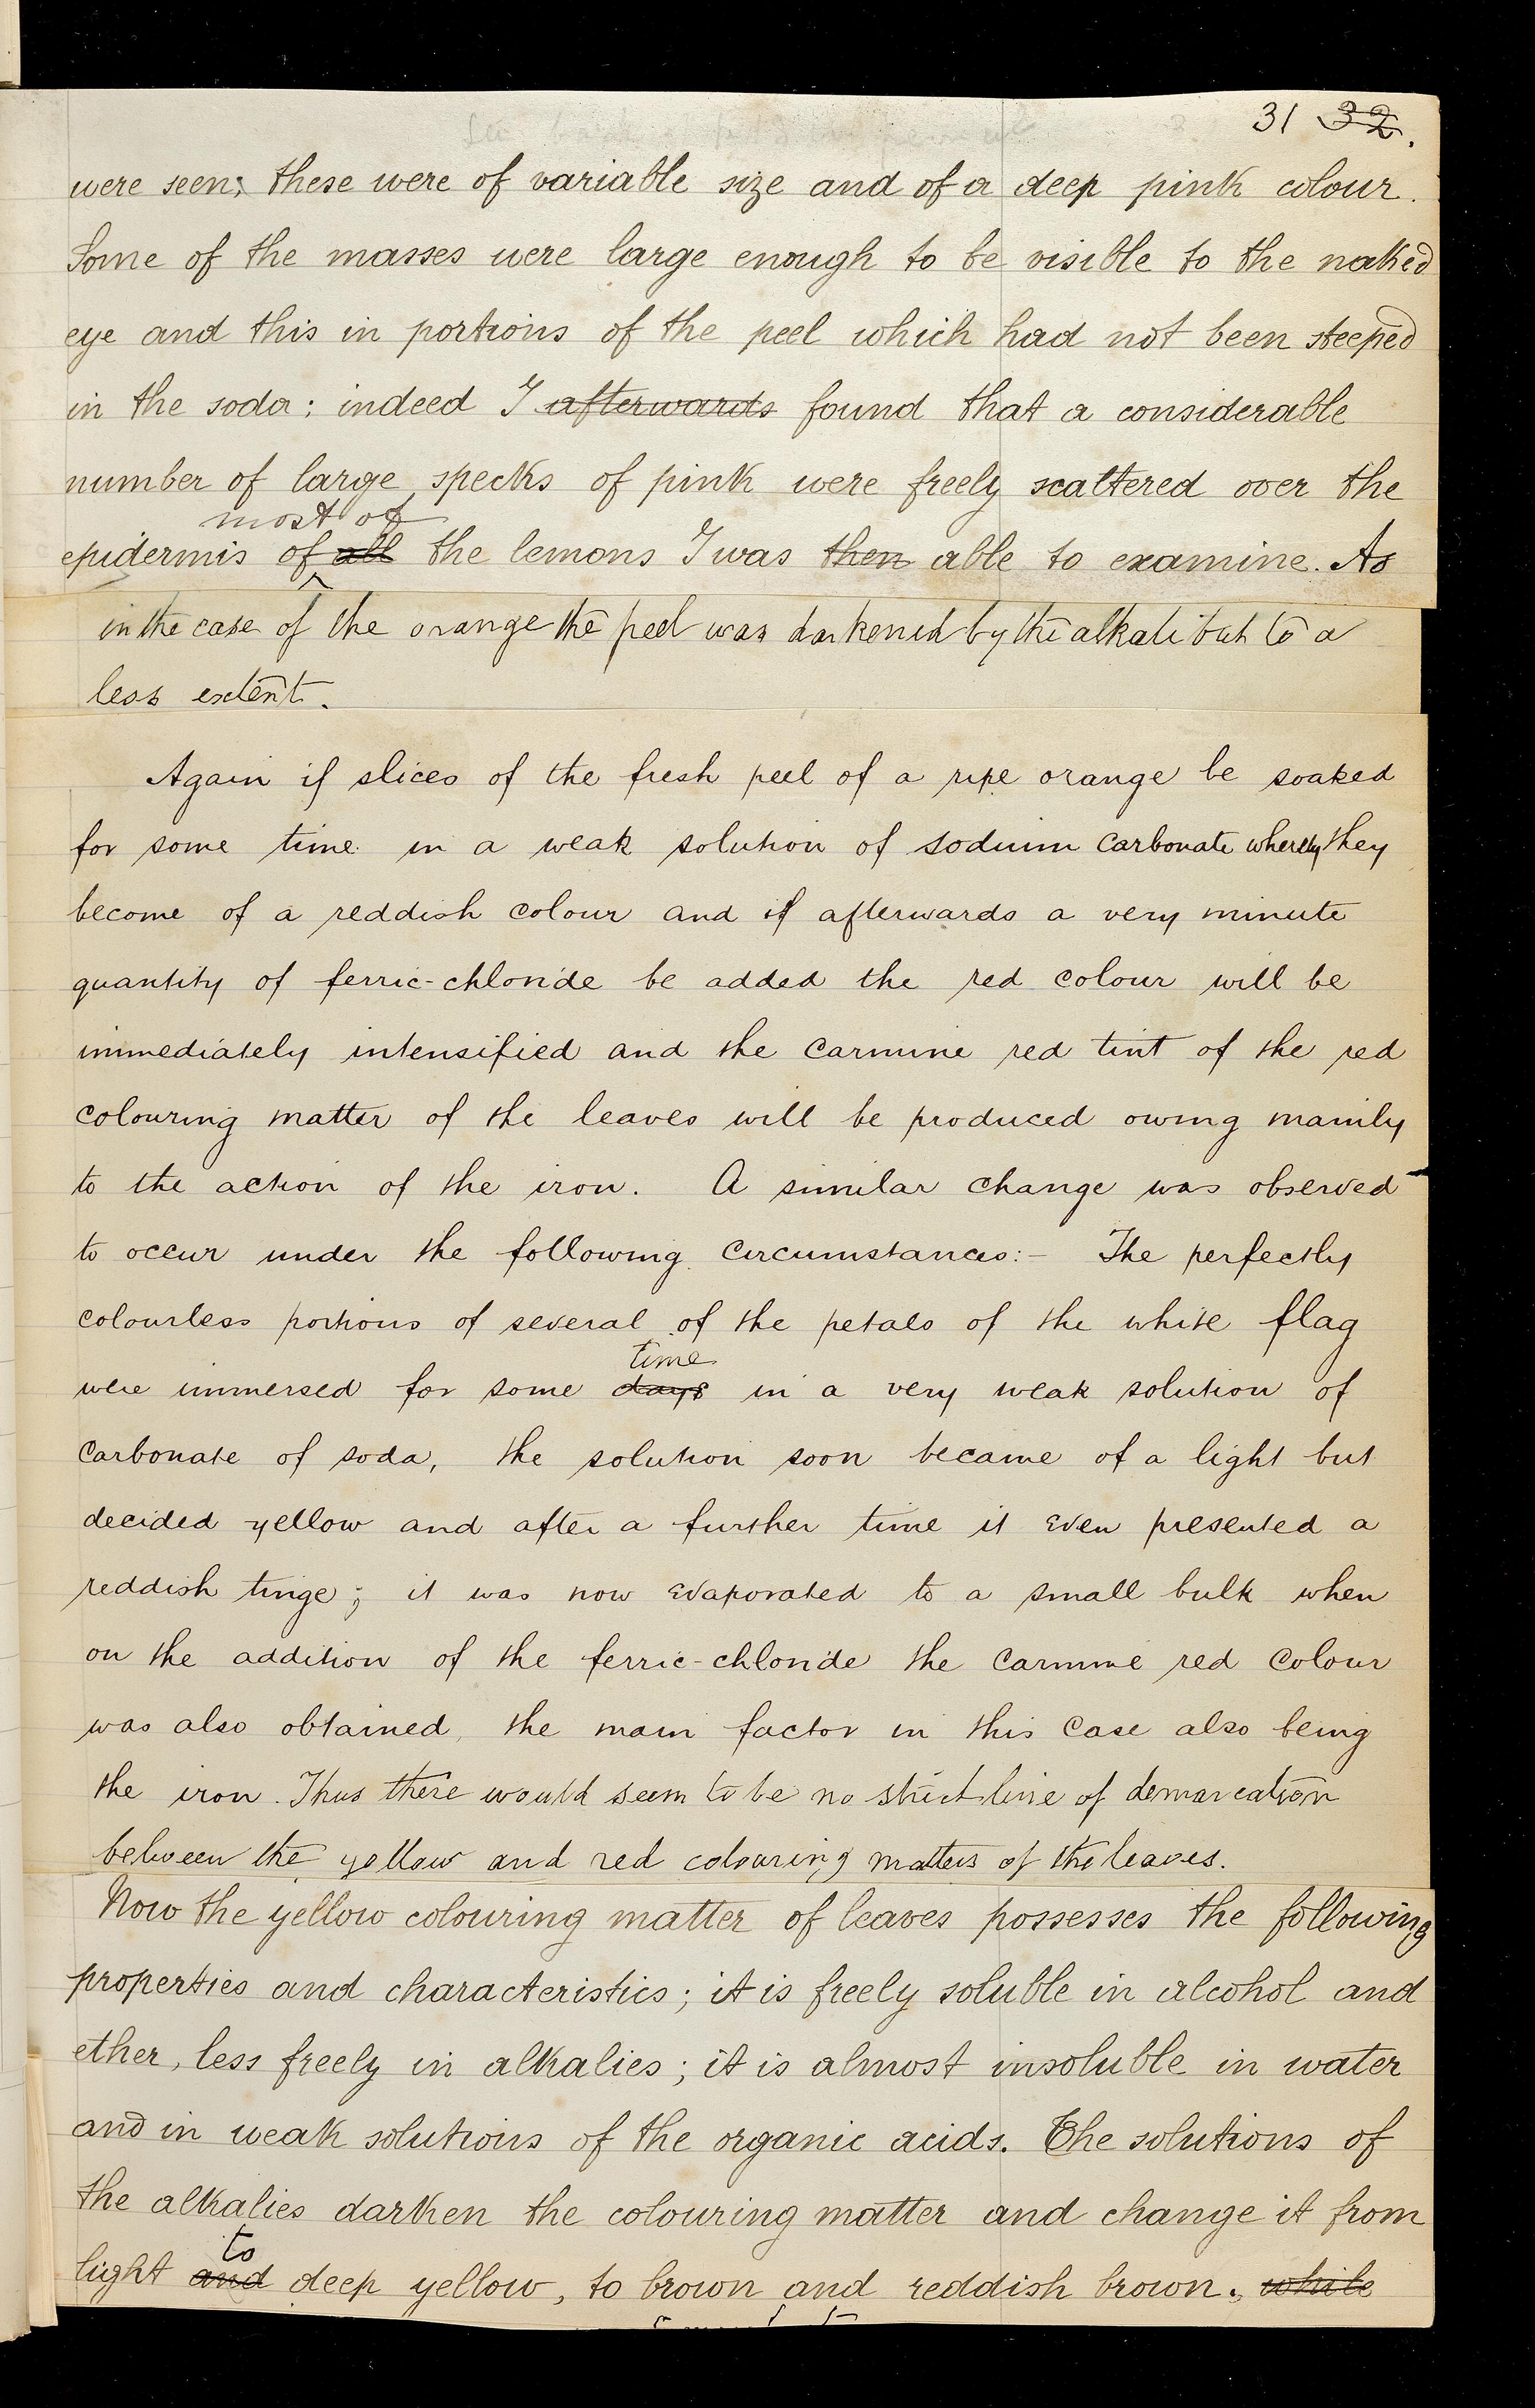 31 32.
were seen; these were of variable size and of a deep pink colour.
Some of the masses were large enough to be visible to the naked
eye and this in portions of the peel which had not been steeped
in the soda: indeed I afterwards found that a considerable
number of large specks of pink were freely scattered over the
most of
epidermis of all the lemons I was then able to examine. As
in the case of the orange the peel was darkened by the alkali but to a
less extent.
Again if slices of the fresh peel of a ripe orange be soaked
for some time in a weak solution of sodium carbonate whereby they
become of a reddish colour and if afterwards a very minute
quantity of ferric-chloride be added the red colour will be
immediately intensified and the carmine red tint of the red
colouring matter of the leaves will be produced owing mainly
to the action of the iron. A similar change was observed
to occur under the following circumstances:- The perfectly
colourless portions of several of the petals of the white flag
time
were immersed for some days in a very weak solution of
carbonate of soda, the solution soon became of a light but
decided yellow and after a further time it even presented a
reddish tinge; it was now evaporated to a small bulk when
on the addition of the ferric-chloride the carmine red colour
was also obtained, the main factor in this case also being
the iron. Thus there would seem to be no strict line of demarcation
between the yellow and red colouring matters of the leaves.
Now the yellow colouring matter of leaves possesses the following
properties and characteristics; it is freely soluble in alcohol and
ether, less freely in alkalies; it is almost insoluble in water
and in weak solutions of the organic acids. The solutions of
the alkalies darken the colouring matter and change it from
to
light and deep yellow, to brown and reddish brown. while